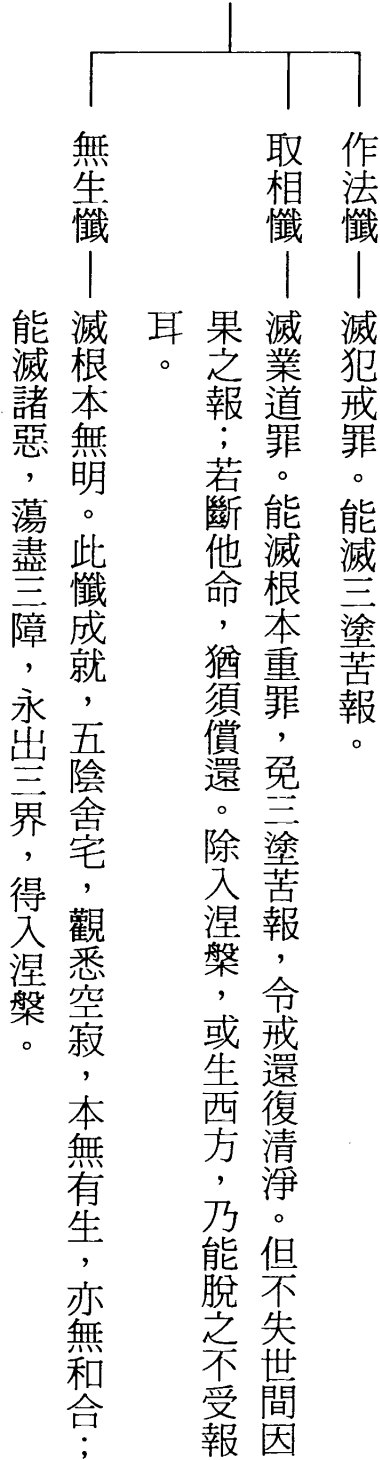 作法懺——滅犯戒罪。能滅三塗苦報。
取相懺——滅業道罪。能滅根本重罪，免三塗苦報，令戒還復清淨。但不失世間因
果之報；若斷他命，猶須償還。除入涅槃，或生西方，乃能脫之不受報
耳。
無生懺——滅根本無明。此懺成就，五陰舍宅，觀悉空寂，本無有生，亦無和合；
能滅諸惡，蕩盡三障，永出三界，得入涅槃。